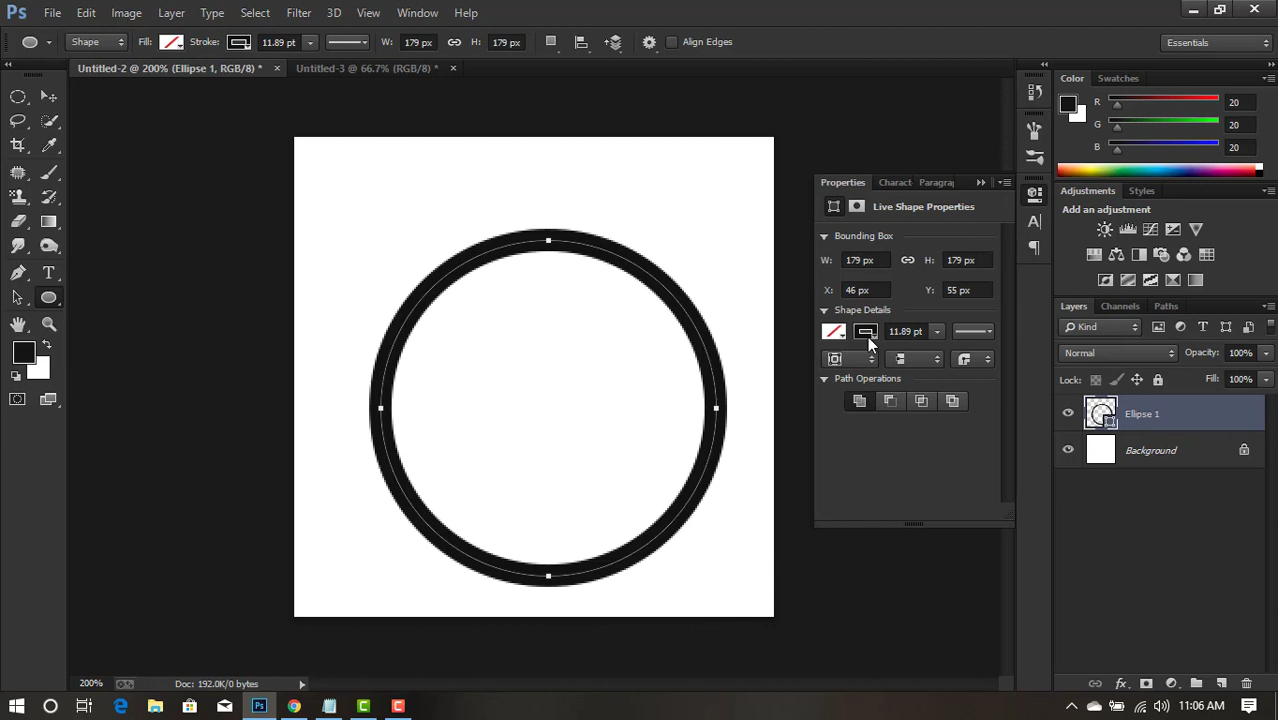 Ps File Edit Image Layer Type Select Filter 3D View Window Help
Shape Fill: Stroke: 11.89 pt W: 179 px H: 179 px Align Edges Essentials
Untitled-2 @ 200% (Ellipse 1, RGB/8) * × Untitled-3 @ 66.7% (RGB/8) * ×
Color Swatches
R 20
G 20
B 20
Properties Charact Paragra
Live Shape Properties
Bounding Box
W: 179 px H: 179 px
X: 46 px Y: 55 px
Shape Details
11.89 pt
Path Operations
Adjustments Styles
Add an adjustment
Layers Channels Paths
Kind
Normal Opacity: 100%
Lock: Fill: 100%
Ellipse 1
Background
fx
200% Doc: 192.0K/0 bytes
Ps 11:06 AM